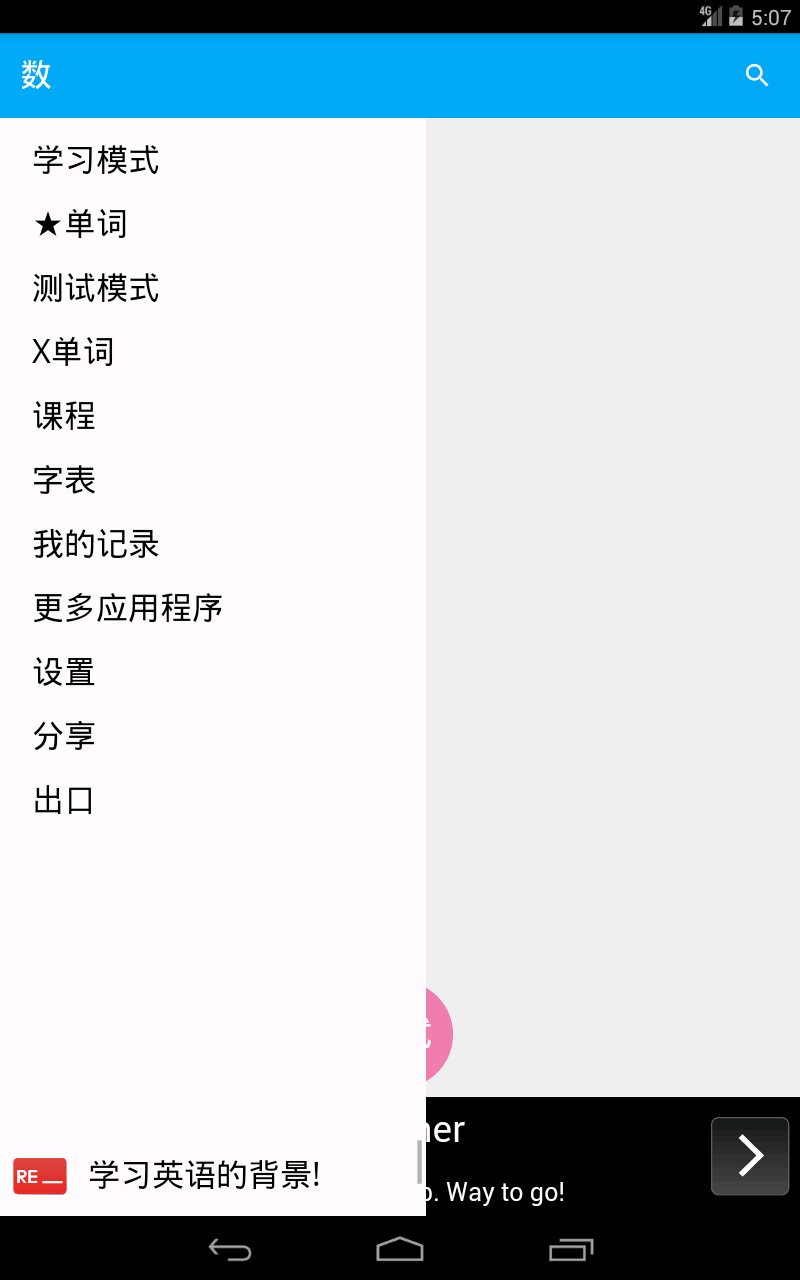 4G 5:07
数
学习模式
★单词
测试模式
X单词
课程
字表
我的记录
更多应用程序
设置
分享
出口
RE
学习英语的背景!
Way to go!